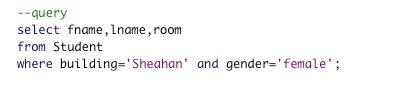 --query
select fname,lname,room
from Student
where building='Sheahan' and gender='female';